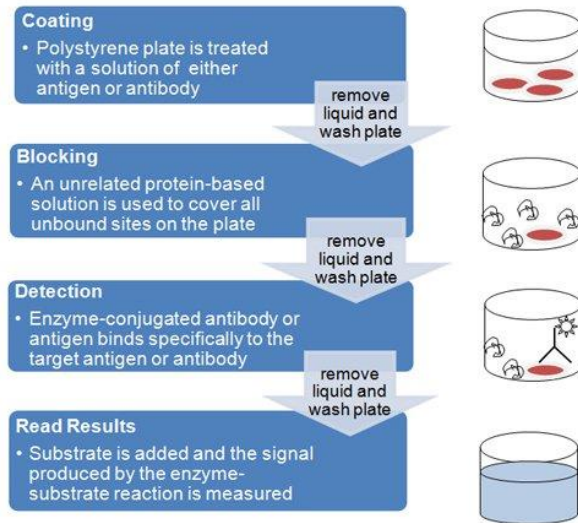 Coating
• Polystyrene plate is treated
with a solution of either
antigen or antibody
remove
liquid and
wash plate
Blocking
• An unrelated protein-based
solution is used to cover all
unbound sites on the plate
remove
liquid and
wash plate
Detection
• Enzyme-conjugated antibody or
antigen binds specifically to the
target antigen or antibody
remove
liquid and
wash plate
Read Results
• Substrate is added and the signal
produced by the enzyme-
substrate reaction is measured